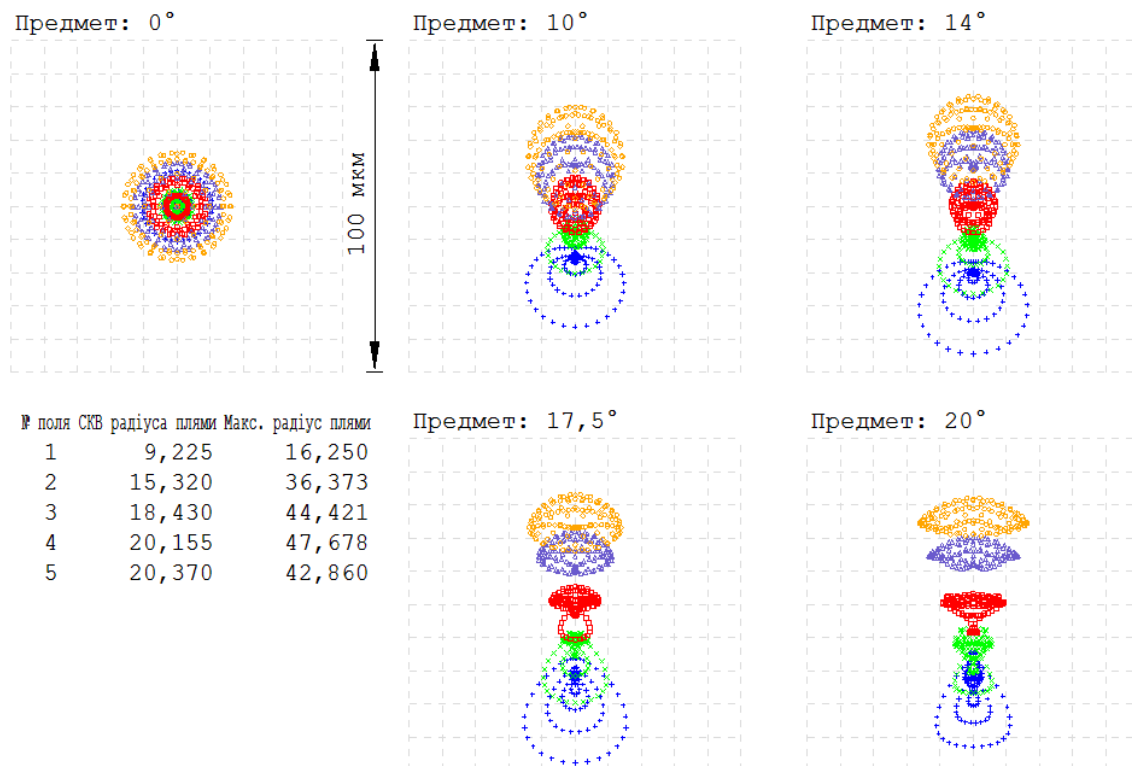 Предмет: 0°
Предмет: 10°
Предмет: 14°
100 мкм
№ поля СКВ радіуса плями Макс. радіус плями
1 9,225 16,250
2 15,320 36,373
3 18,430 44,421
4 20,155 47,678
5 20,370 42,860
Предмет: 17,5°
Предмет: 20°